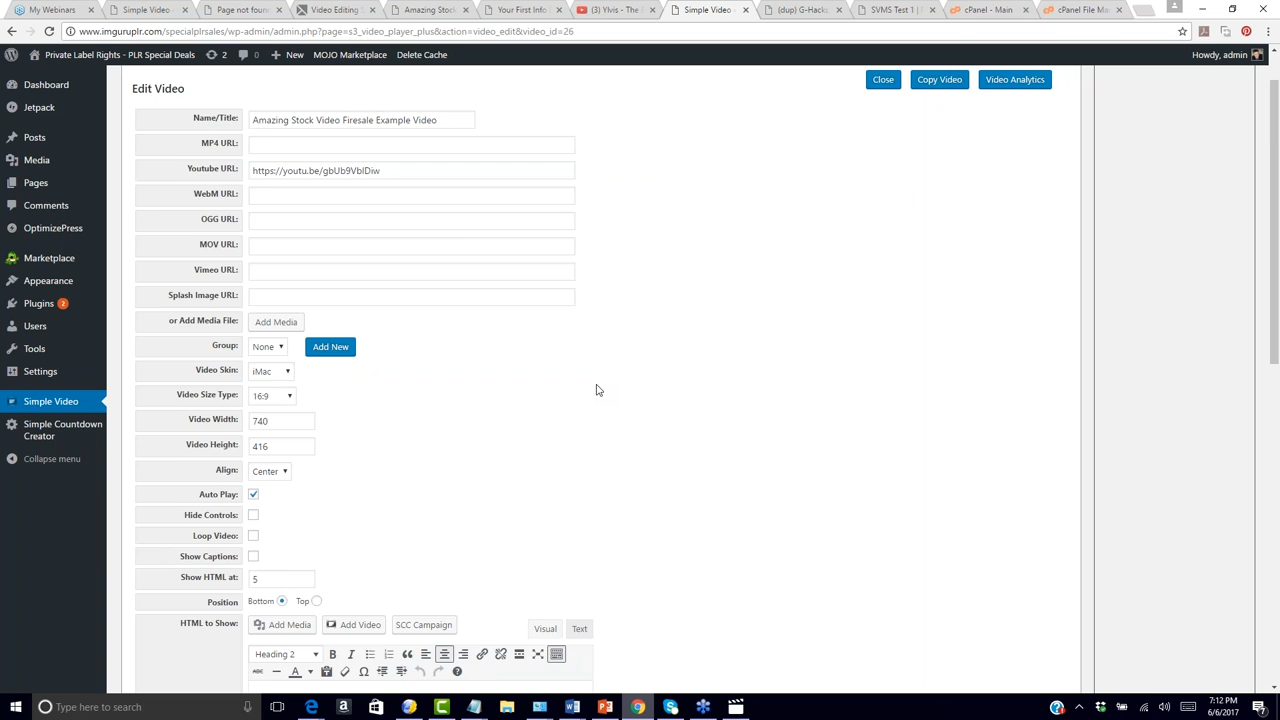 My Webinars
Simple Video
Page not foun
Video Editing
Amazing Stock
Your First Info
(3) Ylvis - The
Simple Video
(dup) G-Hacka
SVMS Test 1
cPanel - Main
cPanel File Ma
www.imguruplr.com/specialplrsales/wp-admin/admin.php?page=s3_video_player_plus&action=video_edit&video_id=26
Private Label Rights - PLR Special Deals
2
0
New
MOJO Marketplace
Delete Cache
Howdy, admin
Dashboard
Jetpack
Posts
Media
Pages
Comments
OptimizePress
Marketplace
Appearance
Plugins 2
Users
Tools
Settings
Simple Video
Simple Countdown
Creator
Collapse menu
Edit Video
Close
Copy Video
Video Analytics
Name/Title: Amazing Stock Video Firesale Example Video
MP4 URL:
Youtube URL: https://youtu.be/gbUb9VbIDiw
WebM URL:
OGG URL:
MOV URL:
Vimeo URL:
Splash Image URL:
or Add Media File: Add Media
Group: None Add New
Video Skin: iMac
Video Size Type: 16:9
Video Width: 740
Video Height: 416
Align: Center
Auto Play:
Hide Controls:
Loop Video:
Show Captions:
Show HTML at: 5
Position Bottom Top
HTML to Show: Add Media Add Video SCC Campaign Visual Text
Heading 2
Type here to search
7:12 PM
6/6/2017